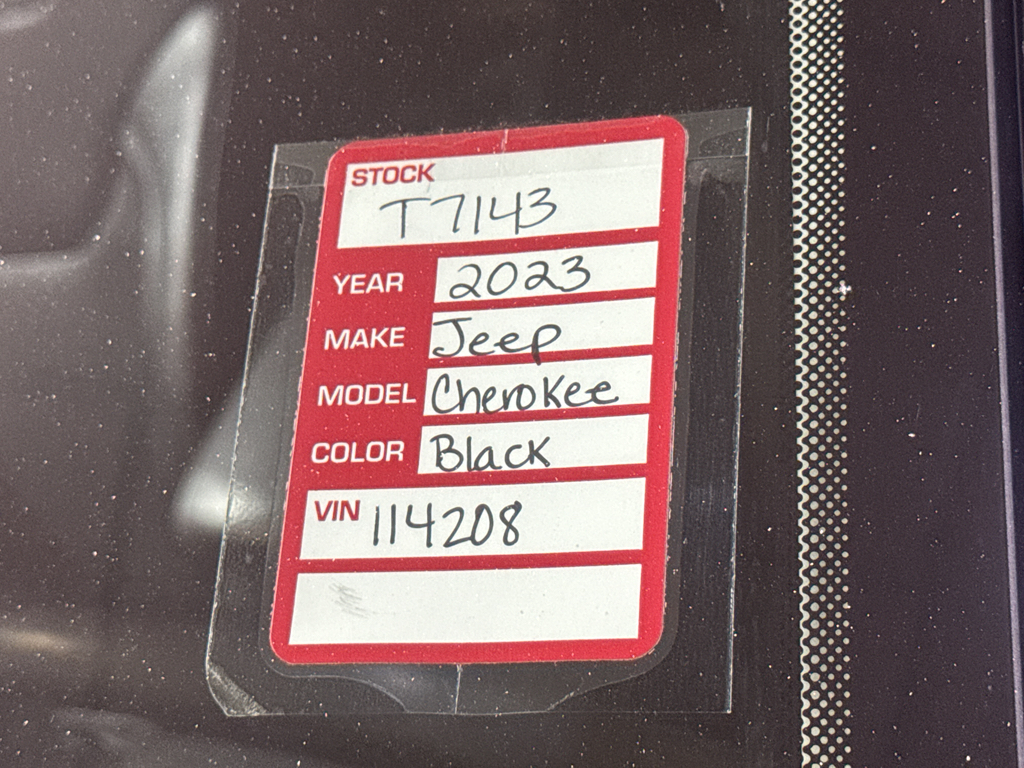 STOCK
T7143
YEAR 2023
MAKE Jeep
MODEL Cherokee
COLOR Black
VIN 114208